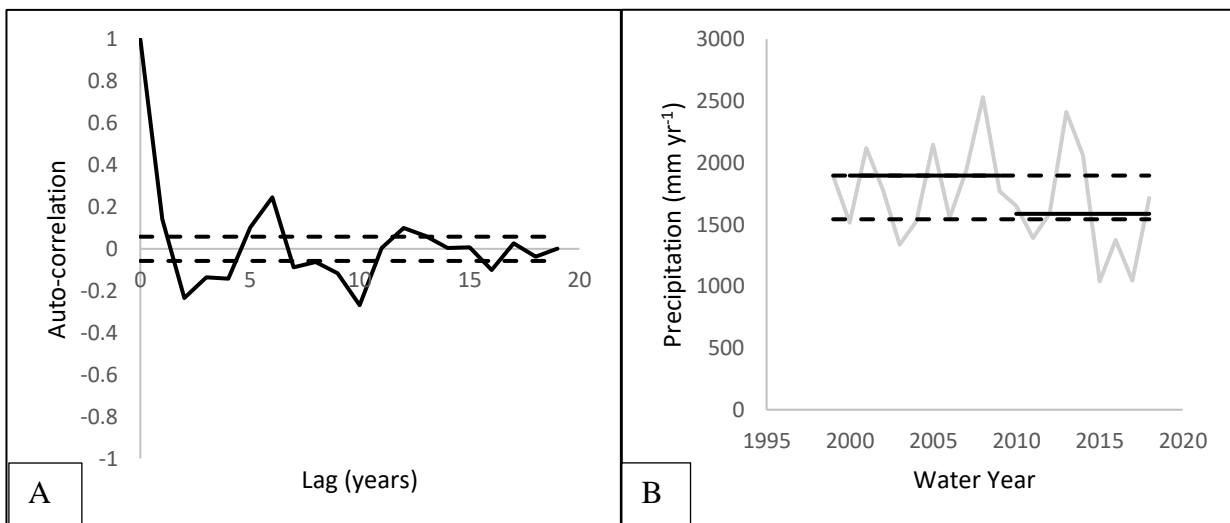 1
0.8
0.6
0.4
0.2
0
-0.2
-0.4
-0.6
-0.8
-1
0 5 10 15 20
Auto-correlation
Lag (years)
A
3000
2500
2000
1500
1000
500
0
1995 2000 2005 2010 2015 2020
Precipitation (mm yr⁻¹)
Water Year
B